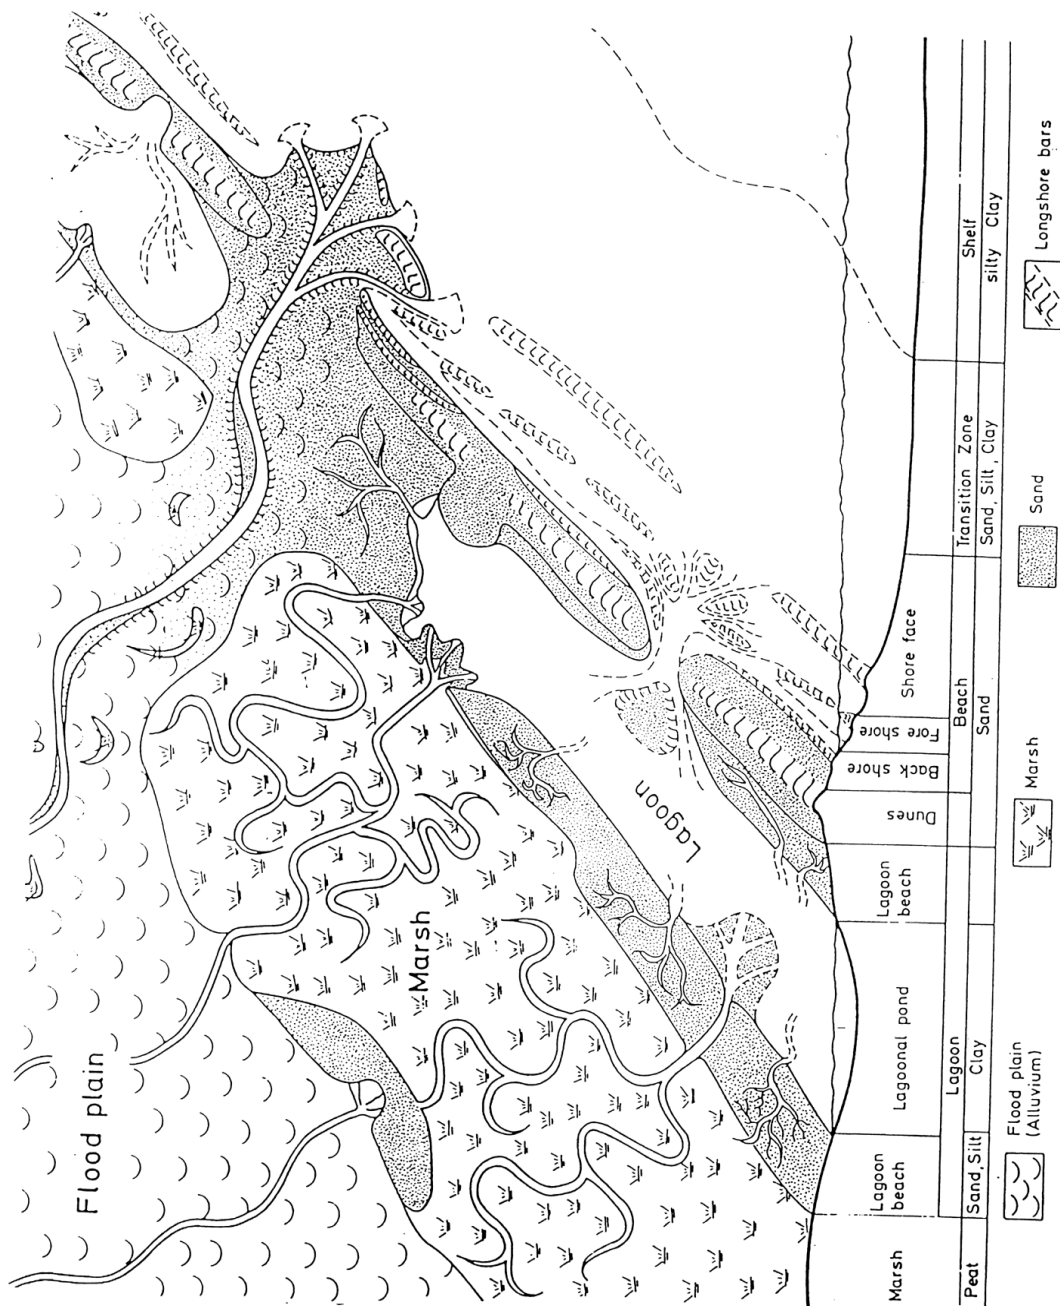 Flood plain
Marsh
Lagoon
Marsh
Lagoon
beach
Lagoonal pond
Lagoon
beach
Dunes
Back shore
Fore shore
Shore face
Transition Zone
Shelf
Lagoon
Beach
Peat
Sand, Silt
Clay
Sand
Sand, Silt, Clay
silty Clay
Flood plain
(Alluvium)
Marsh
Sand
Longshore bars